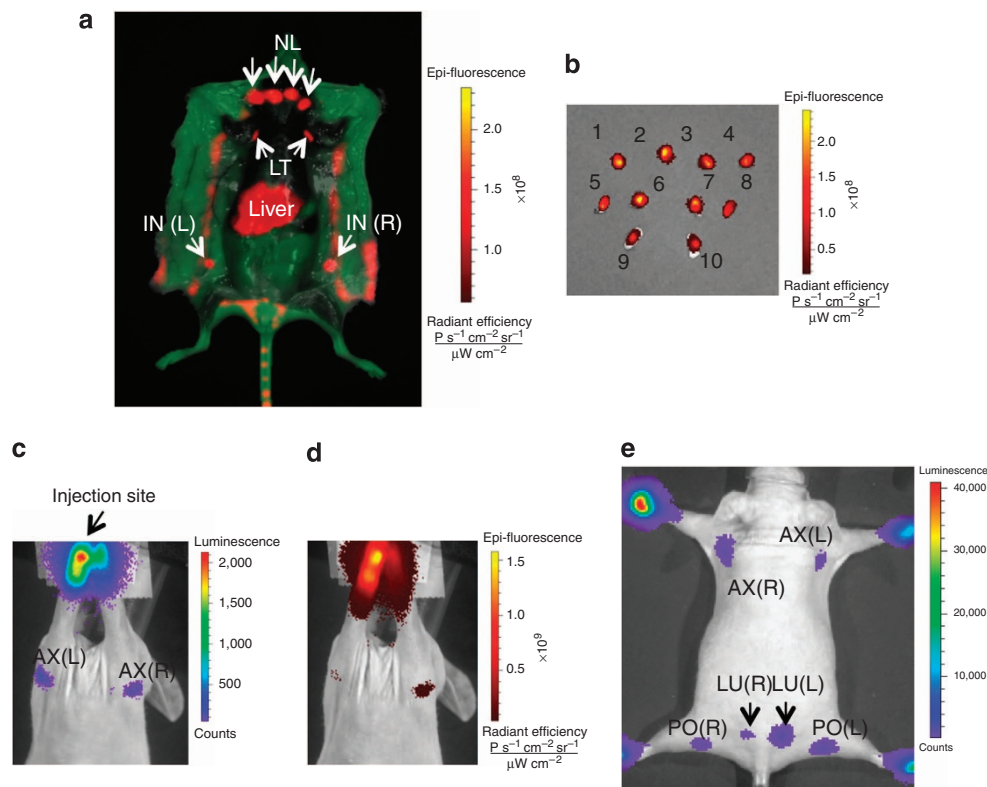 a
NL
LT
Liver
IN (L)
IN (R)
Epi-fluorescence
2.0
1.5
1.0
×10⁸
Radiant efficiency
P s⁻¹ cm⁻² sr⁻¹
µW cm⁻²
b
1
2
3
4
5
6
7
8
9
10
Epi-fluorescence
2.0
1.5
1.0
0.5
×10⁸
Radiant efficiency
P s⁻¹ cm⁻² sr⁻¹
µW cm⁻²
c
Injection site
AX(L)
AX(R)
Luminescence
2,000
1,500
1,000
500
Counts
d
Epi-fluorescence
1.5
1.0
0.5
×10⁹
Radiant efficiency
P s⁻¹ cm⁻² sr⁻¹
µW cm⁻²
e
AX(L)
AX(R)
LU(R) LU(L)
PO(R)
PO(L)
Luminescence
40,000
30,000
20,000
10,000
Counts